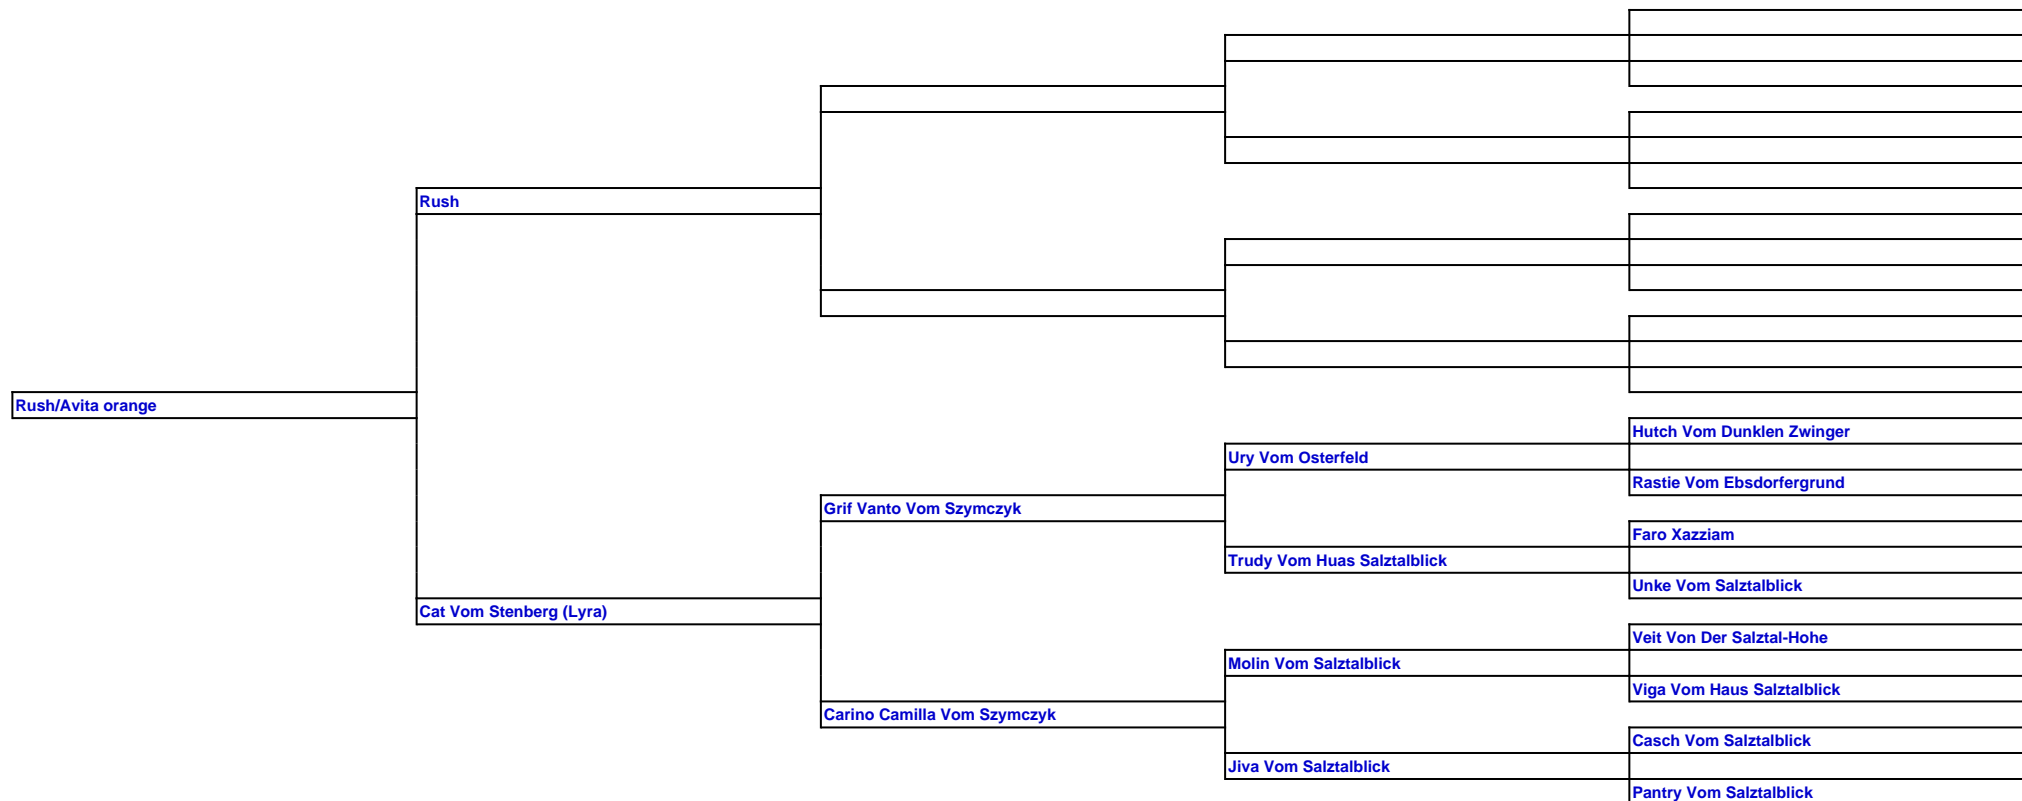 Rush
Rush/Avita orange
Hutch Vom Dunklen Zwinger
Ury Vom Osterfeld
Rastie Vom Ebsdorfergrund
Grif Vanto Vom Szymczyk
Faro Xazziam
Trudy Vom Huas Salztalblick
Unke Vom Salztalblick
Cat Vom Stenberg (Lyra)
Veit Von Der Salztal-Hohe
Molin Vom Salztalblick
Viga Vom Haus Salztalblick
Carino Camilla Vom Szymczyk
Casch Vom Salztalblick
Jiva Vom Salztalblick
Pantry Vom Salztalblick